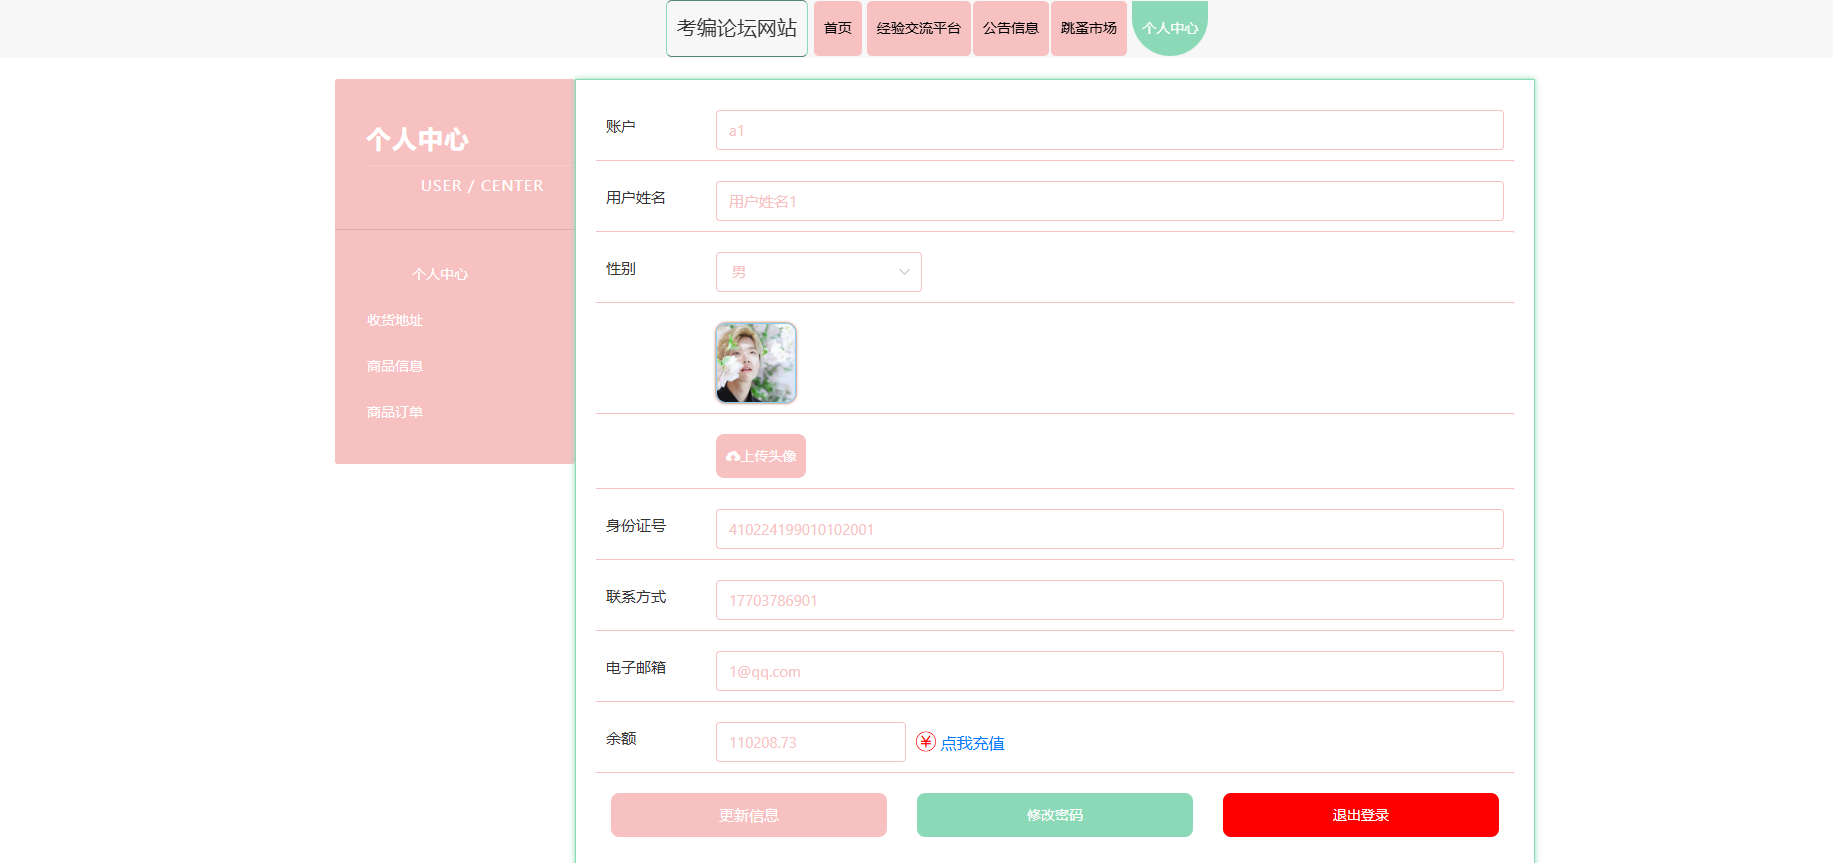 考编论坛网站 首页 经验交流平台 公告信息 跳蚤市场 个人中心
个人中心
USER / CENTER
个人中心
收货地址
商品信息
商品订单
账户 a1
用户姓名 用户姓名1
性别 男
上传头像
身份证号 410224199010102001
联系方式 17703786901
电子邮箱 1@qq.com
余额 110208.73 ¥ 点我充值
更新信息 修改密码 退出登录